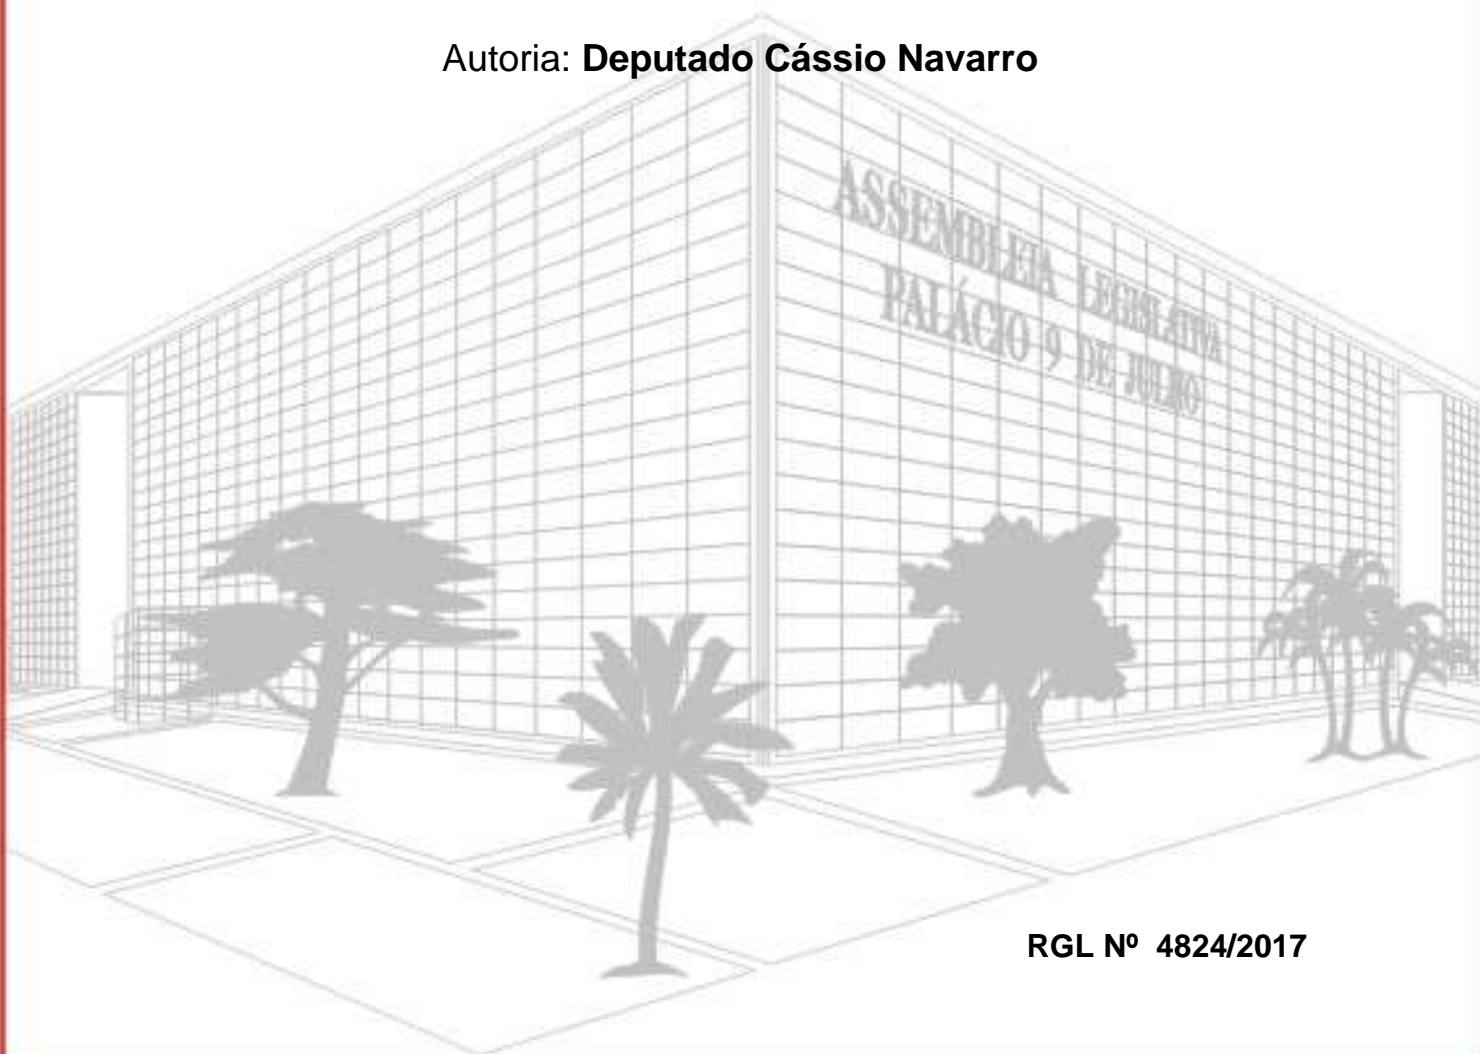 Autoria: Deputado Cássio Navarro
ASSEMBLEIA LEGISLATIVA
PALÁCIO 9 DE JULHO
RGL Nº 4824/2017